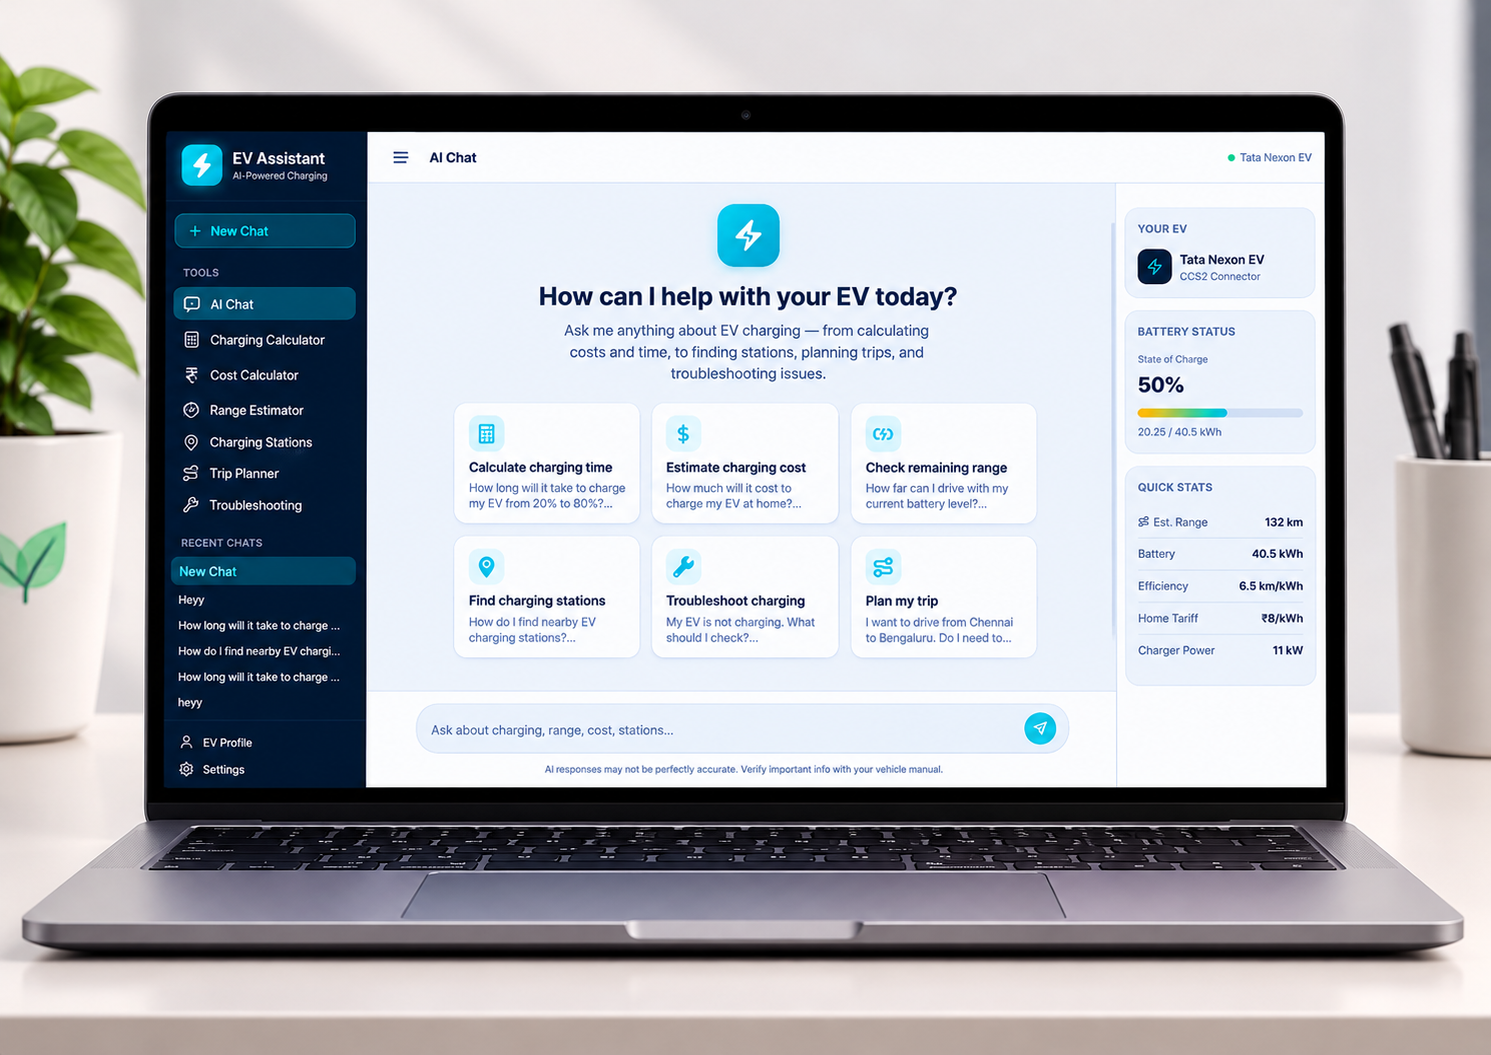 EV Assistant
AI-Powered Charging
New Chat
TOOLS
AI Chat
Charging Calculator
Cost Calculator
Range Estimator
Charging Stations
Trip Planner
Troubleshooting
RECENT CHATS
New Chat
Heyy
How long will it take to charge ...
How do I find nearby EV chargi...
How long will it take to charge ...
heyy
EV Profile
Settings
AI Chat
Tata Nexon EV
How can I help with your EV today?
Ask me anything about EV charging — from calculating
costs and time, to finding stations, planning trips, and
troubleshooting issues.
Calculate charging time
How long will it take to charge
my EV from 20% to 80%?...
Estimate charging cost
How much will it cost to
charge my EV at home?...
Check remaining range
How far can I drive with my
current battery level?...
Find charging stations
How do I find nearby EV
charging stations?...
Troubleshoot charging
My EV is not charging. What
should I check?...
Plan my trip
I want to drive from Chennai
to Bengaluru. Do I need to...
Ask about charging, range, cost, stations...
AI responses may not be perfectly accurate. Verify important info with your vehicle manual.
YOUR EV
Tata Nexon EV
CCS2 Connector
BATTERY STATUS
State of Charge
50%
20.25 / 40.5 kWh
QUICK STATS
Est. Range 132 km
Battery 40.5 kWh
Efficiency 6.5 km/kWh
Home Tariff ₹8/kWh
Charger Power 11 kW